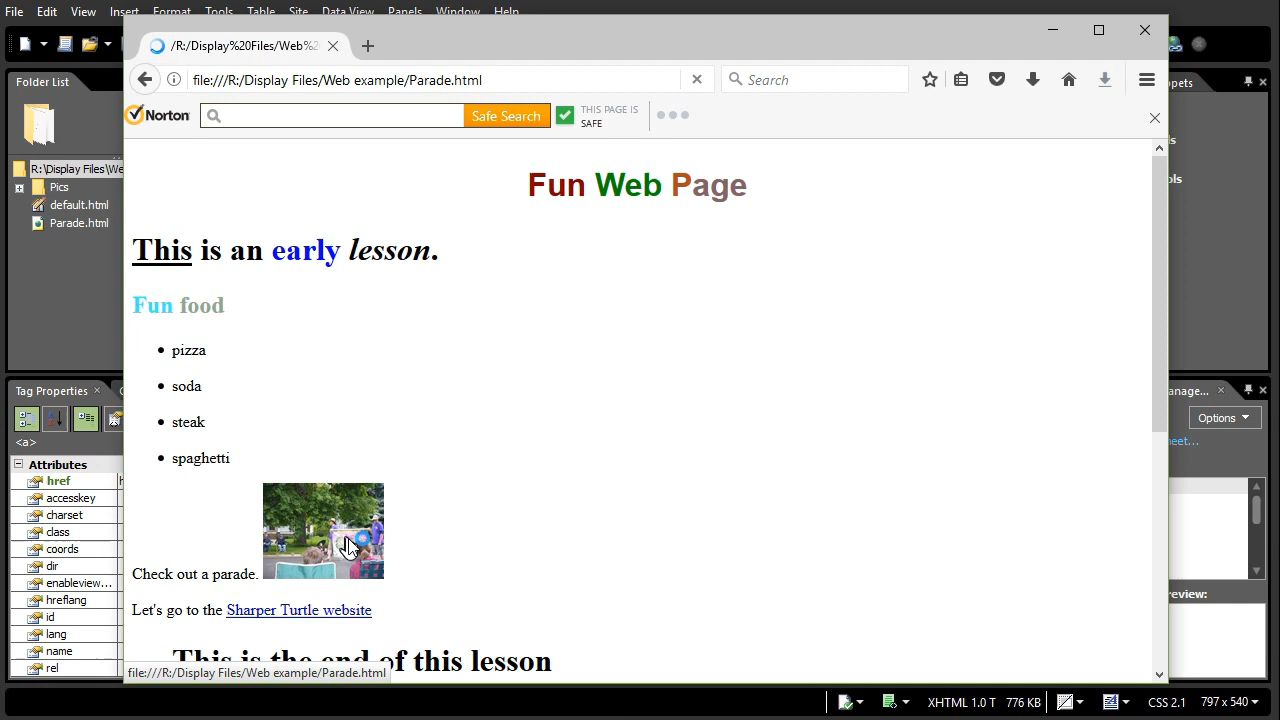 File Edit View Insert Format Tools Table Site Data View Panels Window Help
/R:/Display%20Files/Web%2
file:///R:/Display Files/Web example/Parade.html
Search
Norton
Safe Search
THIS PAGE IS
SAFE
Folder List
R:\Display Files\We
Pics
default.html
Parade.html
Fun Web Page
This is an early lesson.
Fun food
pizza
soda
steak
spaghetti
Check out a parade.
Let's go to the Sharper Turtle website
This is the end of this lesson
file:///R:/Display Files/Web example/Parade.html
Tag Properties
<a>
Attributes
href
accesskey
charset
class
coords
dir
enableview...
hreflang
id
lang
name
rel
Options
XHTML 1.0 T 776 KB CSS 2.1 797 x 540